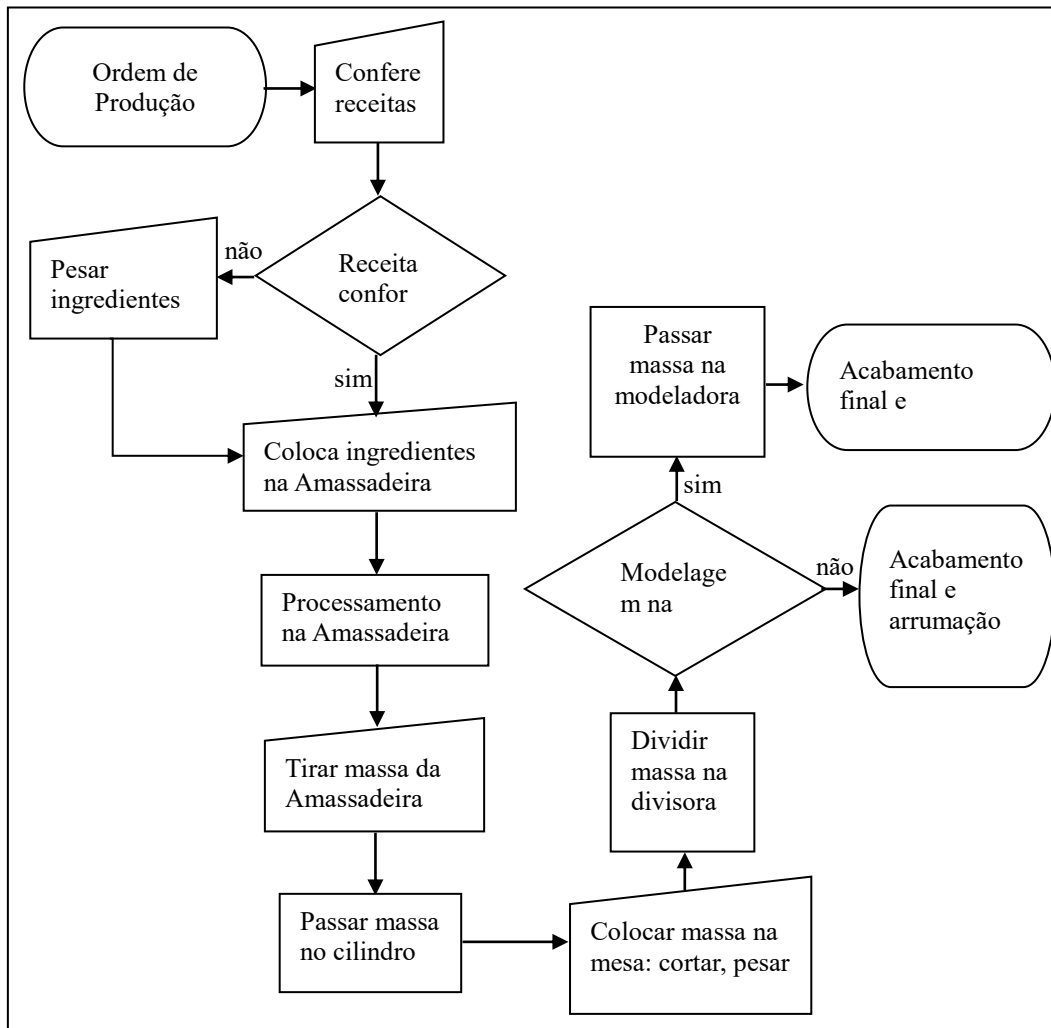 Ordem de
Produção
Confere
receitas
Receita
confor
não
sim
Pesar
ingredientes
Coloca ingredientes
na Amassadeira
Processamento
na Amassadeira
Tirar massa da
Amassadeira
Passar massa
no cilindro
Colocar massa na
mesa: cortar, pesar
Dividir
massa na
divisora
Modelage
m na
sim
não
Passar
massa na
modeladora
Acabamento
final e
Acabamento
final e
arrumação